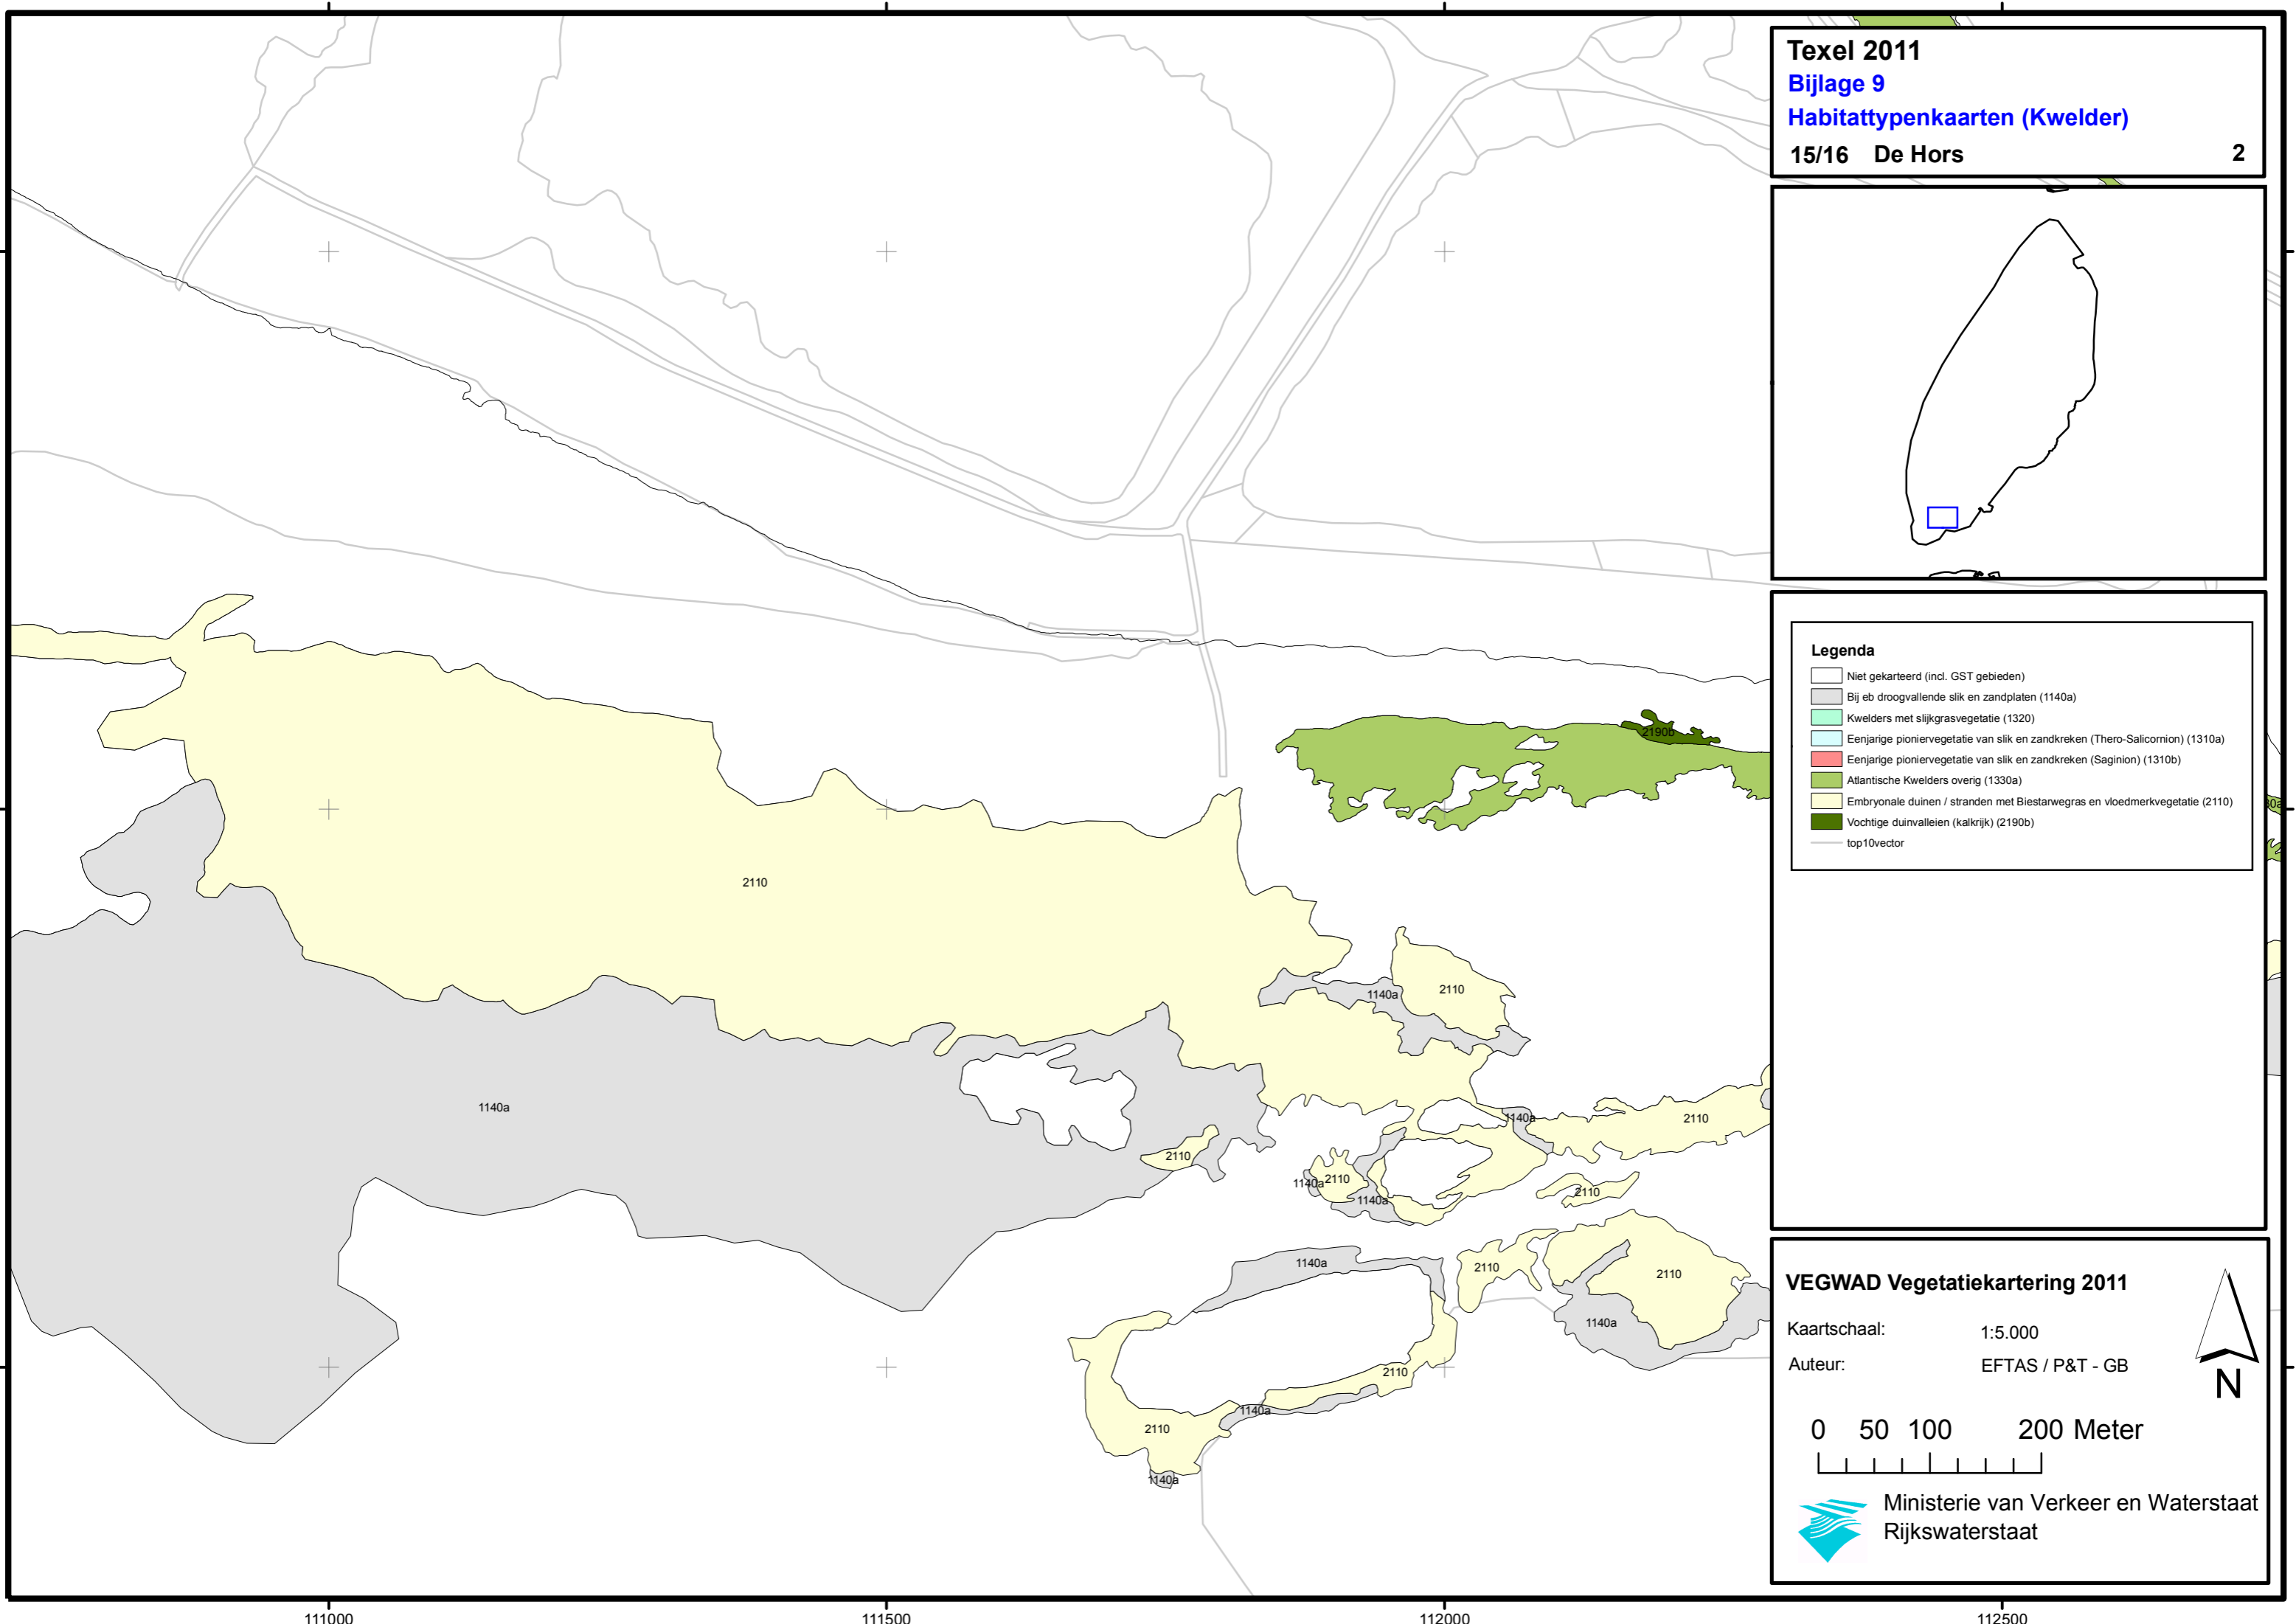 Texel 2011
Bijlage 9
Habitattypenkaarten (Kwelder)
15/16 De Hors 2
Legenda
Niet gekarteerd (incl. GST gebieden)
Bij eb droogvallende slik en zandplaten (1140a)
Kwelders met slijkgrasvegetatie (1320)
Eenjarige pioniervegetatie van slik en zandkreken (Thero-Salicornion) (1310a)
Eenjarige pioniervegetatie van slik en zandkreken (Saginion) (1310b)
Atlantische Kwelders overig (1330a)
Embryonale duinen / stranden met Biestarwegras en vloedmerkvegetatie (2110)
Vochtige duinvalleien (kalkrijk) (2190b)
top10vector
2190b
2110
1140a
2110
1140a
1140a
2110
2110
1140a
2110
1140a
2110
1140a
2110
2110
1140a
2110
1140a
2110
1140a
VEGWAD Vegetatiekartering 2011
Kaartschaal: 1:5.000
Auteur: EFTAS / P&T - GB
N
0 50 100 200 Meter
Ministerie van Verkeer en Waterstaat
Rijkswaterstaat
111000 111500 112000 112500